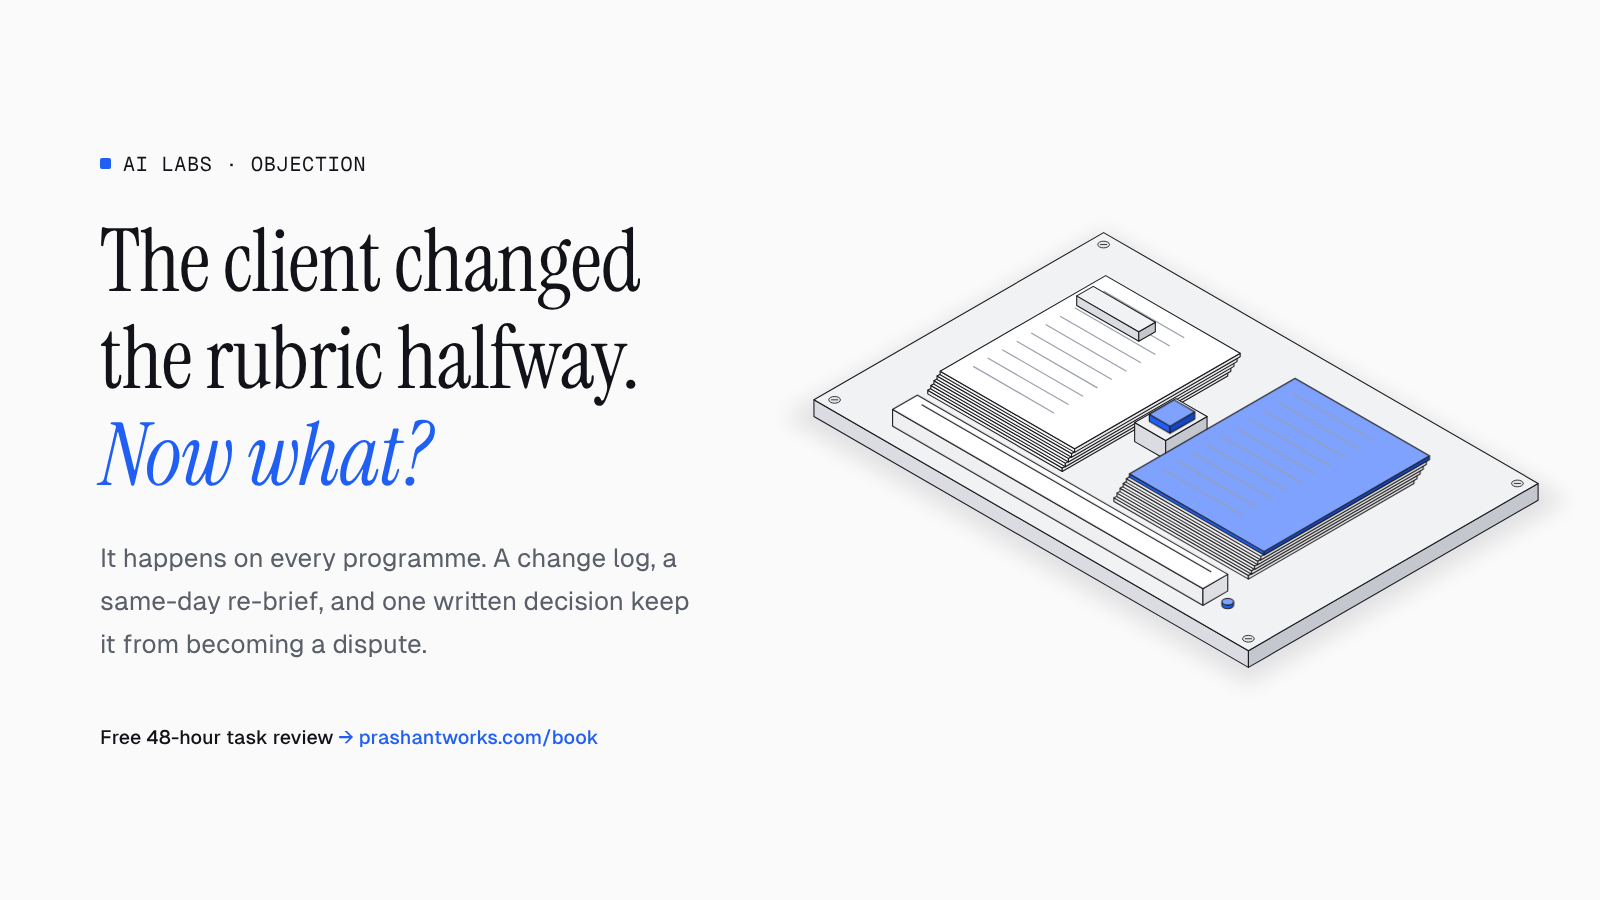 AI LABS · OBJECTION
The client changed
the rubric halfway.
Now what?
It happens on every programme. A change log, a
same-day re-brief, and one written decision keep
it from becoming a dispute.
Free 48-hour task review → prashantworks.com/book